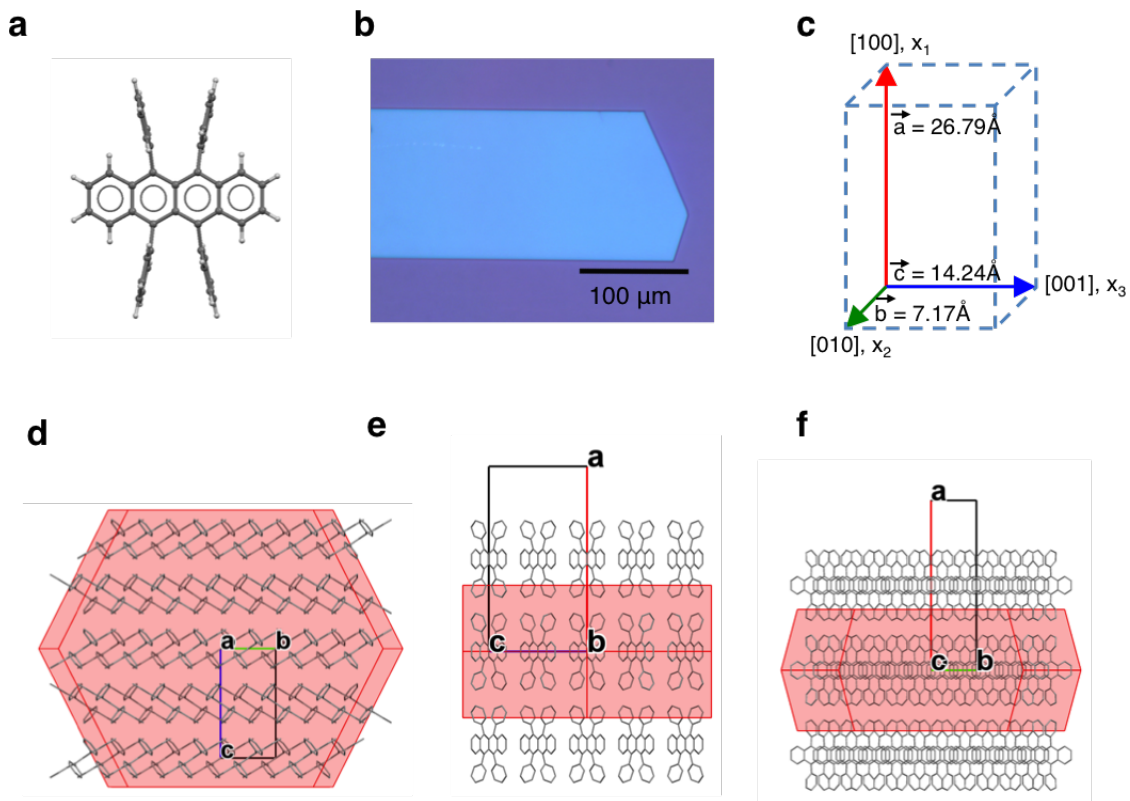 a
b
100 µm
c
[100], x₁
a = 26.79Å
c = 14.24Å
[001], x₃
b = 7.17Å
[010], x₂
d
a
b
c
e
a
c
b
f
a
c
b